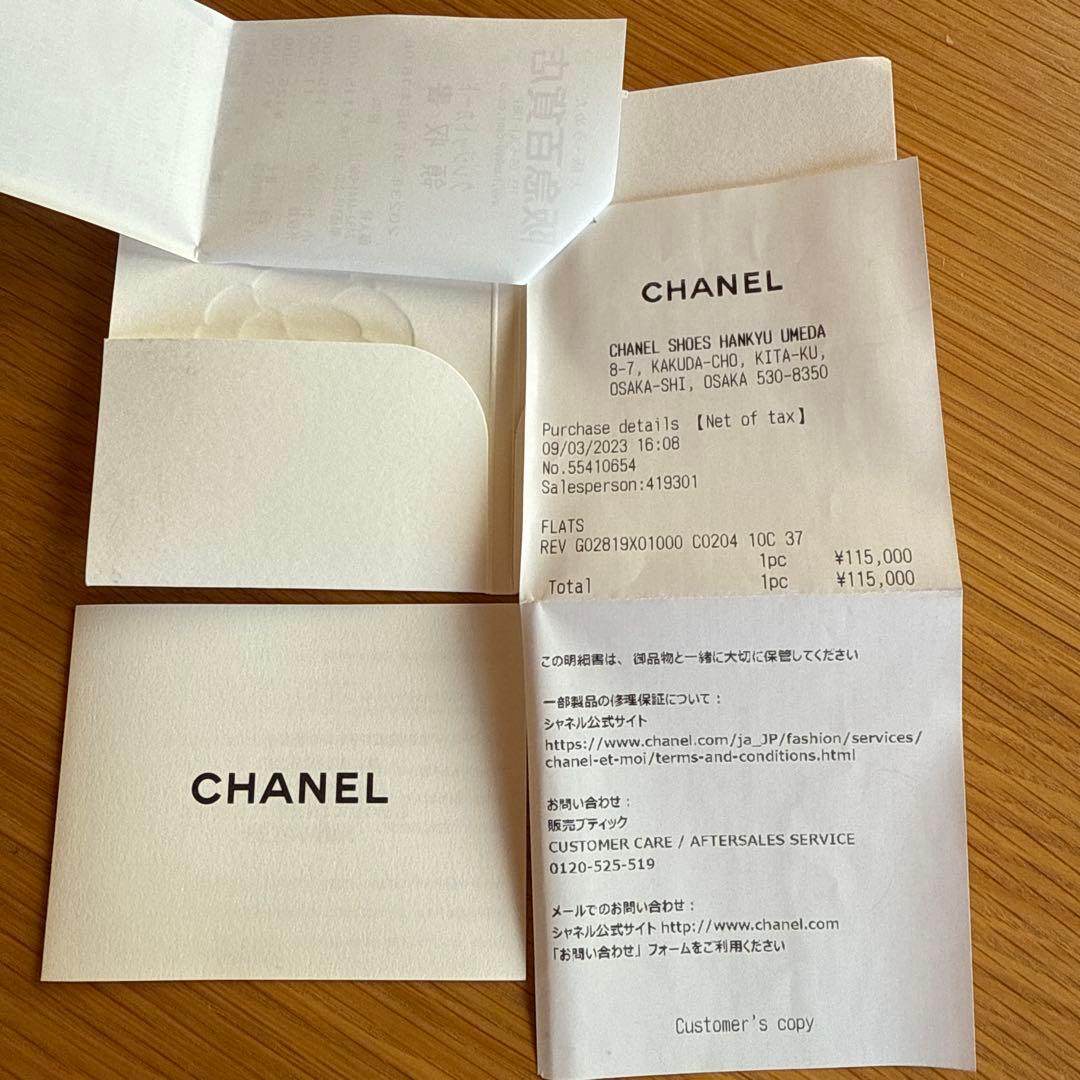 CHANEL
CHANEL SHOES HANKYU UMEDA
8-7, KAKUDA-CHO, KITA-KU,
OSAKA-SHI, OSAKA 530-8350
Purchase details 【Net of tax】
09/03/2023 16:08
No.55410654
Salesperson:419301
FLATS
REV G02819X01000 C0204 10C 37
1pc ¥115,000
Total 1pc ¥115,000
この明細書は、御品物と一緒に大切に保管してください
一部製品の修理保証について：
シャネル公式サイト
https://www.chanel.com/ja_JP/fashion/services/
chanel-et-moi/terms-and-conditions.html
お問い合わせ：
販売ブティック
CUSTOMER CARE / AFTERSALES SERVICE
0120-525-519
メールでのお問い合わせ：
シャネル公式サイト http://www.chanel.com
「お問い合わせ」フォームをご利用ください
Customer's copy
CHANEL